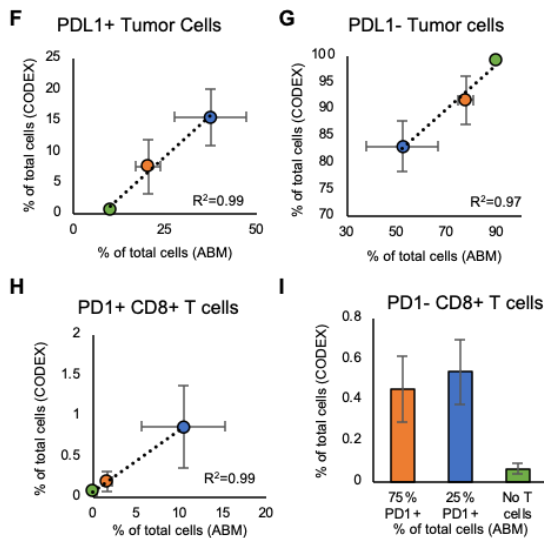 F
PDL1+ Tumor Cells
% of total cells (CODEX)
25
20
15
10
5
0
0
50
R²=0.99
% of total cells (ABM)
G
PDL1- Tumor cells
% of total cells (CODEX)
100
95
90
85
80
75
70
30
50
70
90
R²=0.97
% of total cells (ABM)
H
PD1+ CD8+ T cells
% of total cells (CODEX)
2
1.5
1
0.5
0
0
5
10
15
20
R²=0.99
% of total cells (ABM)
I
PD1- CD8+ T cells
% of total cells (CODEX)
0.8
0.6
0.4
0.2
0
75% PD1+
25% PD1+
No T cells
% of total cells (ABM)